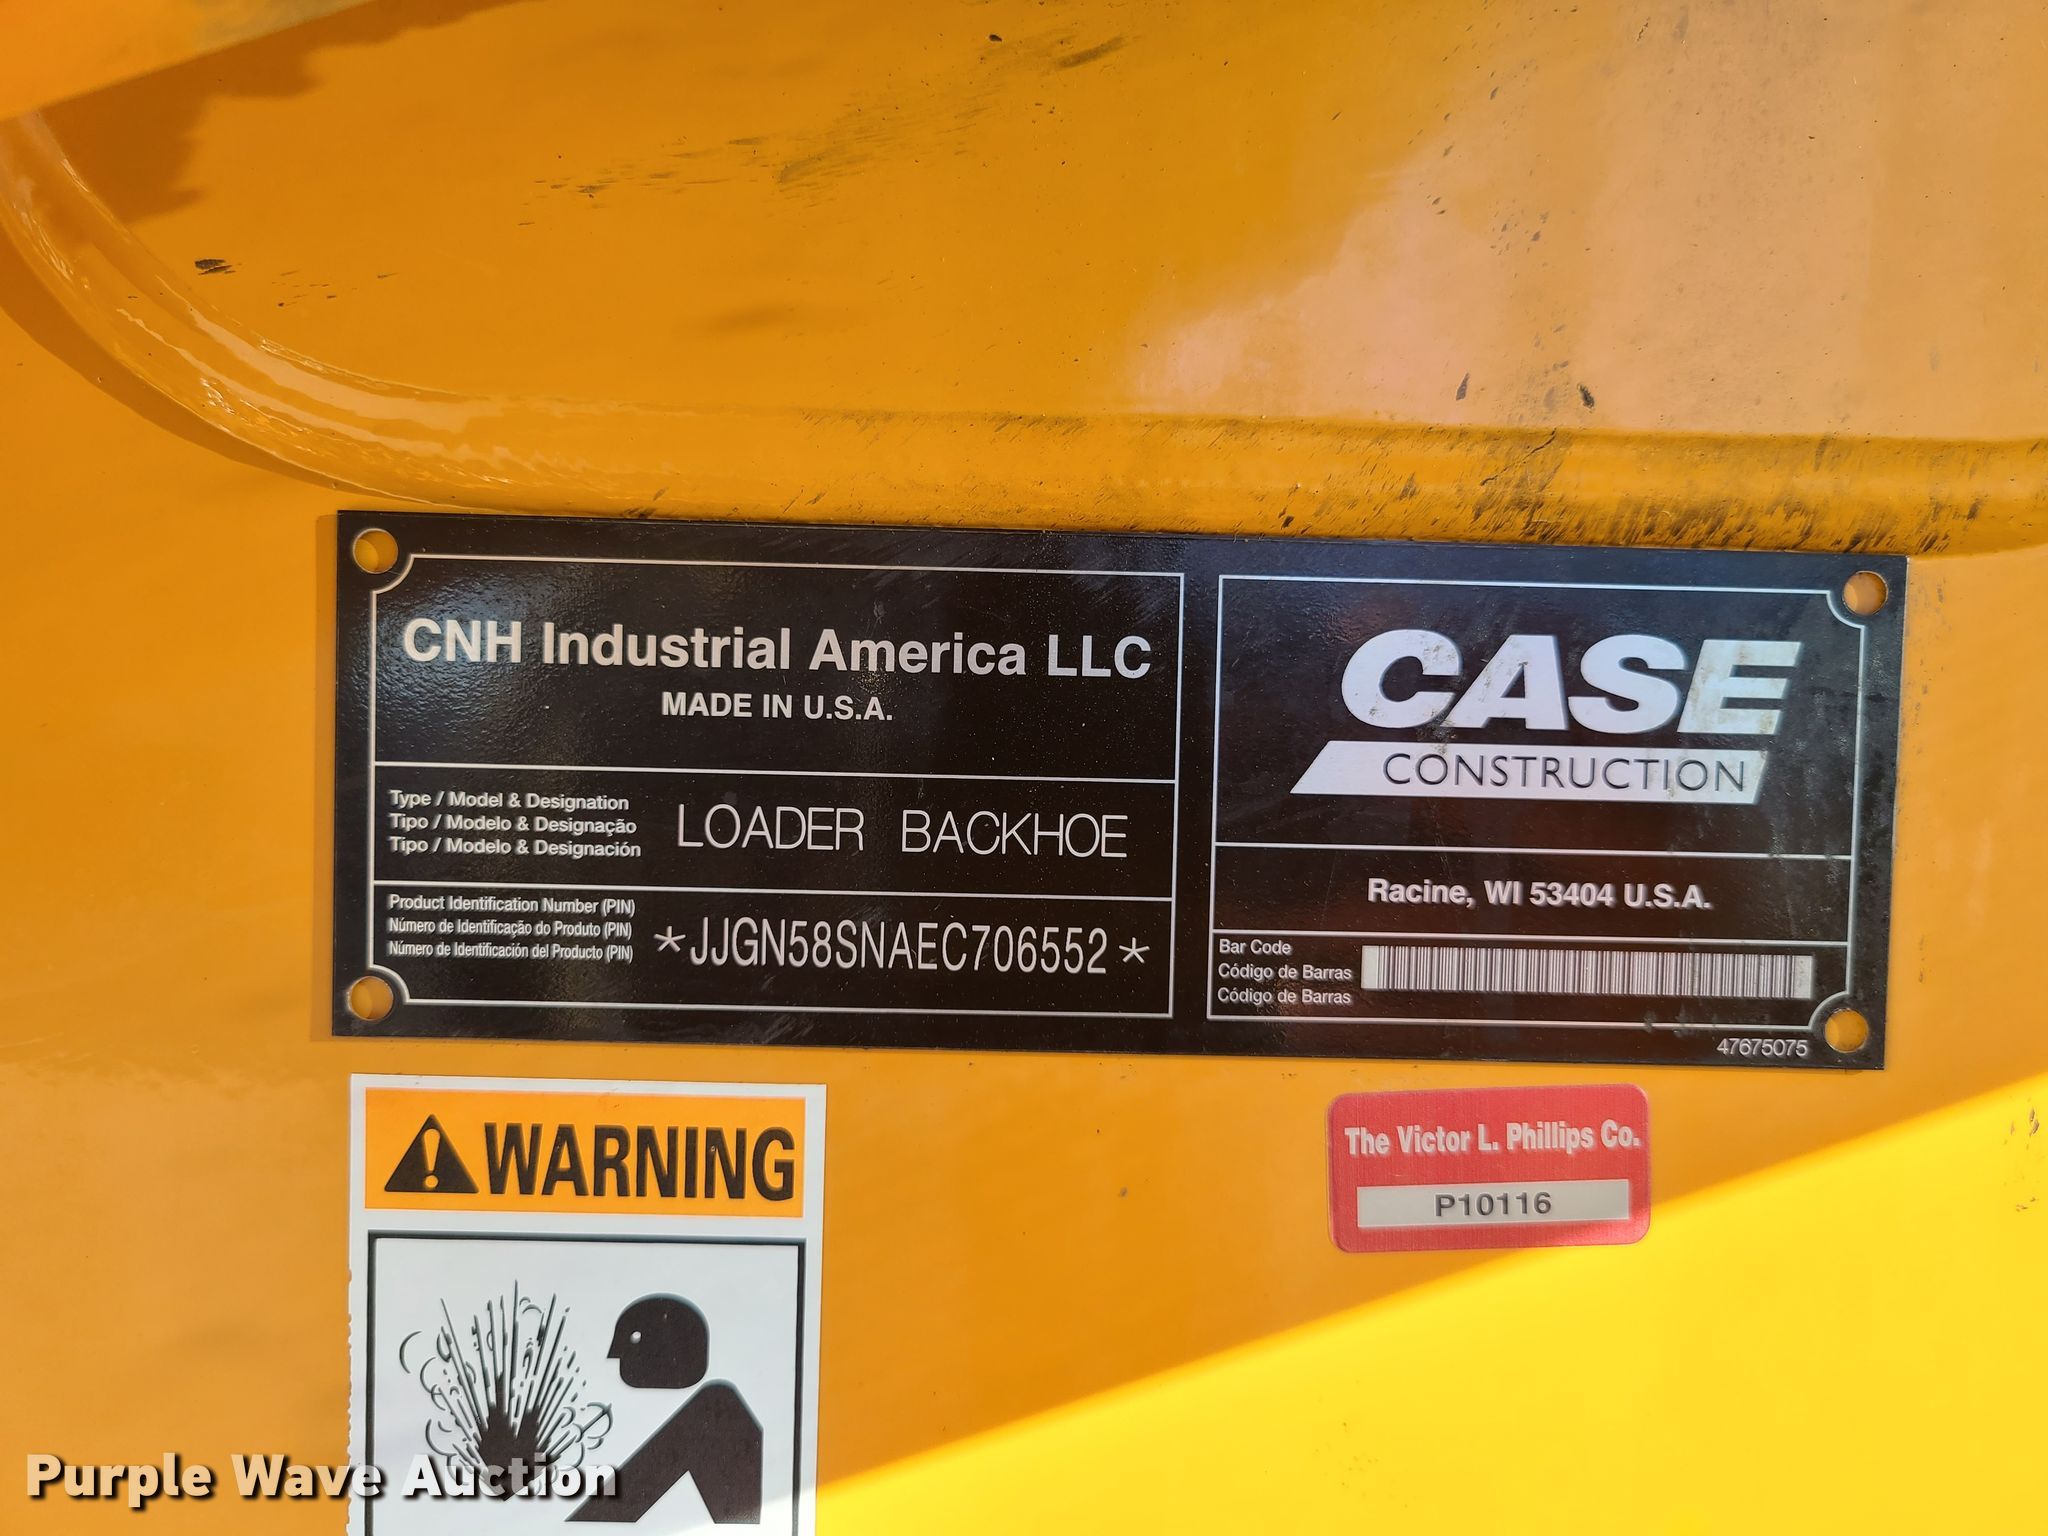 CNH Industrial America LLC
MADE IN U.S.A.
Type / Model & Designation
Tipo / Modelo & Designação
Tipo / Modelo & Designación
LOADER BACKHOE
Product Identification Number (PIN)
Número de Identificação do Produto (PIN)
Número de Identificación del Producto (PIN)
*JJGN58SNAEC706552*
CASE
CONSTRUCTION
Racine, WI 53404 U.S.A.
Bar Code
Código de Barras
Código de Barras
47675075
WARNING
The Victor L. Phillips Co.
P10116
Purple Wave Auction